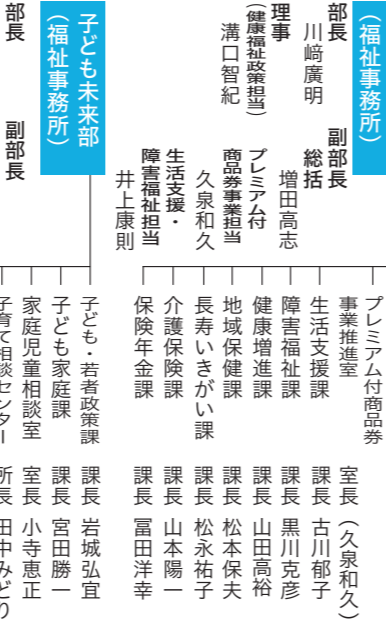 （福祉事務所）
部長
川﨑廣明
理事
（健康福祉政策担当）
溝口智紀
副部長
総括
増田高志
プレミアム付
商品券事業担当
久泉和久
生活支援・
障害福祉担当
井上康則
プレミアム付商品券
事業推進室 室長 （久泉和久）
生活支援課 課長 古川郁子
障害福祉課 課長 黒川克彦
健康増進課 課長 山田高裕
地域保健課 課長 松本保夫
長寿いきがい課 課長 松永祐子
介護保険課 課長 山本陽一
保険年金課 課長 冨田洋幸
子ども未来部
（福祉事務所）
部長
副部長
子ども・若者政策課 課長 岩城弘宜
子ども家庭課 課長 宮田勝一
家庭児童相談室 室長 小寺恵正
子育て相談センター 所長 田中みどり